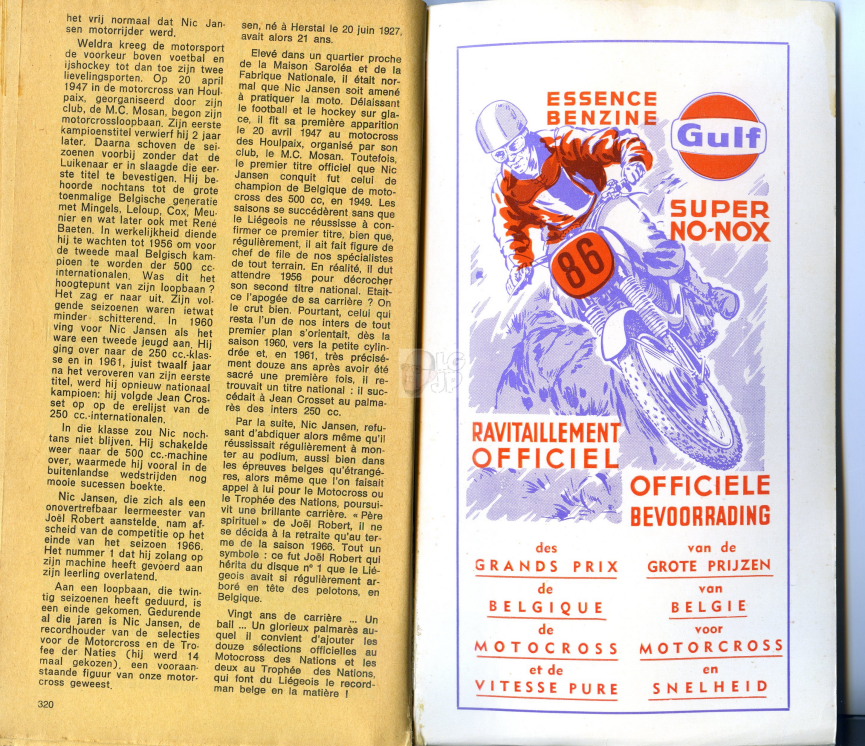 het vrij normaal dat Nic Jan-
sen motorrijder werd.
Weldra kreeg de motorsport
de voorkeur boven voetbal en
ijshockey tot dan toe zijn twee
lievelingsporten. Op 20 april
1947 in de motorcross van Houl-
paix, georganiseerd door zijn
club, de M.C. Mosan, begon zijn
motorcrossloopbaan. Zijn eerste
kampioenstitel verwierf hij 2 jaar
later. Daarna schoven de sei-
zoenen voorbij zonder dat de
Luikenaar er in slaagde die eer-
ste titel te bevestigen. Hij be-
hoorde nochtans tot de grote
toenmalige Belgische generatie
met Mingels, Leloup, Cox, Meu-
nier en wat later ook met René
Baeten. In werkelijkheid diende
hij te wachten tot 1956 om voor
de tweede maal Belgisch kam-
pioen te worden der 500 cc-
internationalen. Was dit het
hoogtepunt van zijn loopbaan ?
Het zag er naar uit. Zijn vol-
gende seizoenen waren ietwat
minder schitterend. In 1960
ving voor Nic Jansen als het
ware een tweede jeugd aan. Hij
ging over naar de 250 cc.-klas-
se en in 1961, juist twaalf jaar
na het veroveren van zijn eerste
titel, werd hij opnieuw nationaal
kampioen: hij volgde Jean Cros-
set op op de erelijst van de
250 cc.-internationalen.
In die klasse zou Nic noch-
tans niet blijven. Hij schakelde
weer naar de 500 cc.-machine
over, waarmede hij vooral in de
buitenlandse wedstrijden nog
mooie sucessen boekte.
Nic Jansen, die zich als een
onovertrefbaar leermeester van
Joël Robert aanstelde, nam af-
scheid van de competitie op het
einde van het seizoen 1966.
Het nummer 1 dat hij zolang op
zijn machine heeft gevoerd aan
zijn leerling overlatend.
Aan een loopbaan, die twin-
tig seizoenen heeft geduurd, is
een einde gekomen. Gedurende
al die jaren is Nic Jansen, de
recordhouder van de selecties
voor de Motorcross en de Tro-
fee der Naties (hij werd 14
maal gekozen), een vooraan-
staande figuur van onze motor-
cross geweest.
320
sen, né à Herstal le 20 juin 1927,
avait alors 21 ans.
Elevé dans un quartier proche
de la Maison Saroléa et de la
Fabrique Nationale, il était nor-
mal que Nic Jansen soit amené
à pratiquer la moto. Délaissant
le football et le hockey sur gla-
ce, il fit sa première apparition
le 20 avril 1947 au motocross
des Houlpaix, organisé par son
club, le M.C. Mosan. Toutefois,
le premier titre officiel que Nic
Jansen conquit fut celui de
champion de Belgique de moto-
cross des 500 cc, en 1949. Les
saisons se succédèrent sans que
le Liégeois ne réussisse à con-
firmer ce premier titre, bien que,
régulièrement, il ait fait figure de
chef de file de nos spécialistes
de tout terrain. En réalité, il dut
attendre 1956 pour décrocher
son second titre national. Etait-
ce l'apogée de sa carrière ? On
le crut bien. Pourtant, celui qui
resta l'un de nos inters de tout
premier plan s'orientait, dès la
saison 1960, vers la petite cylin-
drée et, en 1961, très précisé-
ment douze ans après avoir été
sacré une première fois, il re-
trouvait un titre national : il suc-
cédait à Jean Crosset au palma-
rès des inters 250 cc.
Par la suite, Nic Jansen, refu-
sant d'abdiquer alors même qu'il
réussissait régulièrement à mon-
ter au podium, aussi bien dans
les épreuves belges qu'étrangè-
res, alors même que l'on faisait
appel à lui pour le Motocross ou
le Trophée des Nations, poursui-
vit une brillante carrière. « Père
spirituel » de Joël Robert, il ne
se décida à la retraite qu'au ter-
me de la saison 1966. Tout un
symbole : ce fut Joël Robert qui
hérita du disque n° 1 que le Lié-
geois avait si régulièrement ar-
boré en tête des pelotons, en
Belgique.
Vingt ans de carrière ... Un
ball ... Un glorieux palmarès au-
quel il convient d'ajouter les
douze sélections officielles au
Motocross des Nations et les
deux au Trophée des Nations,
qui font du Liégeois le record-
man belge en la matière !
ESSENCE
BENZINE
Gulf
SUPER
NO-NOX
86
RAVITAILLEMENT
OFFICIEL
OFFICIELE
BEVOORRADING
des
GRANDS PRIX
de
BELGIQUE
de
MOTOCROSS
et de
VITESSE PURE
van de
GROTE PRIJZEN
van
BELGIE
voor
MOTORCROSS
en
SNELHEID